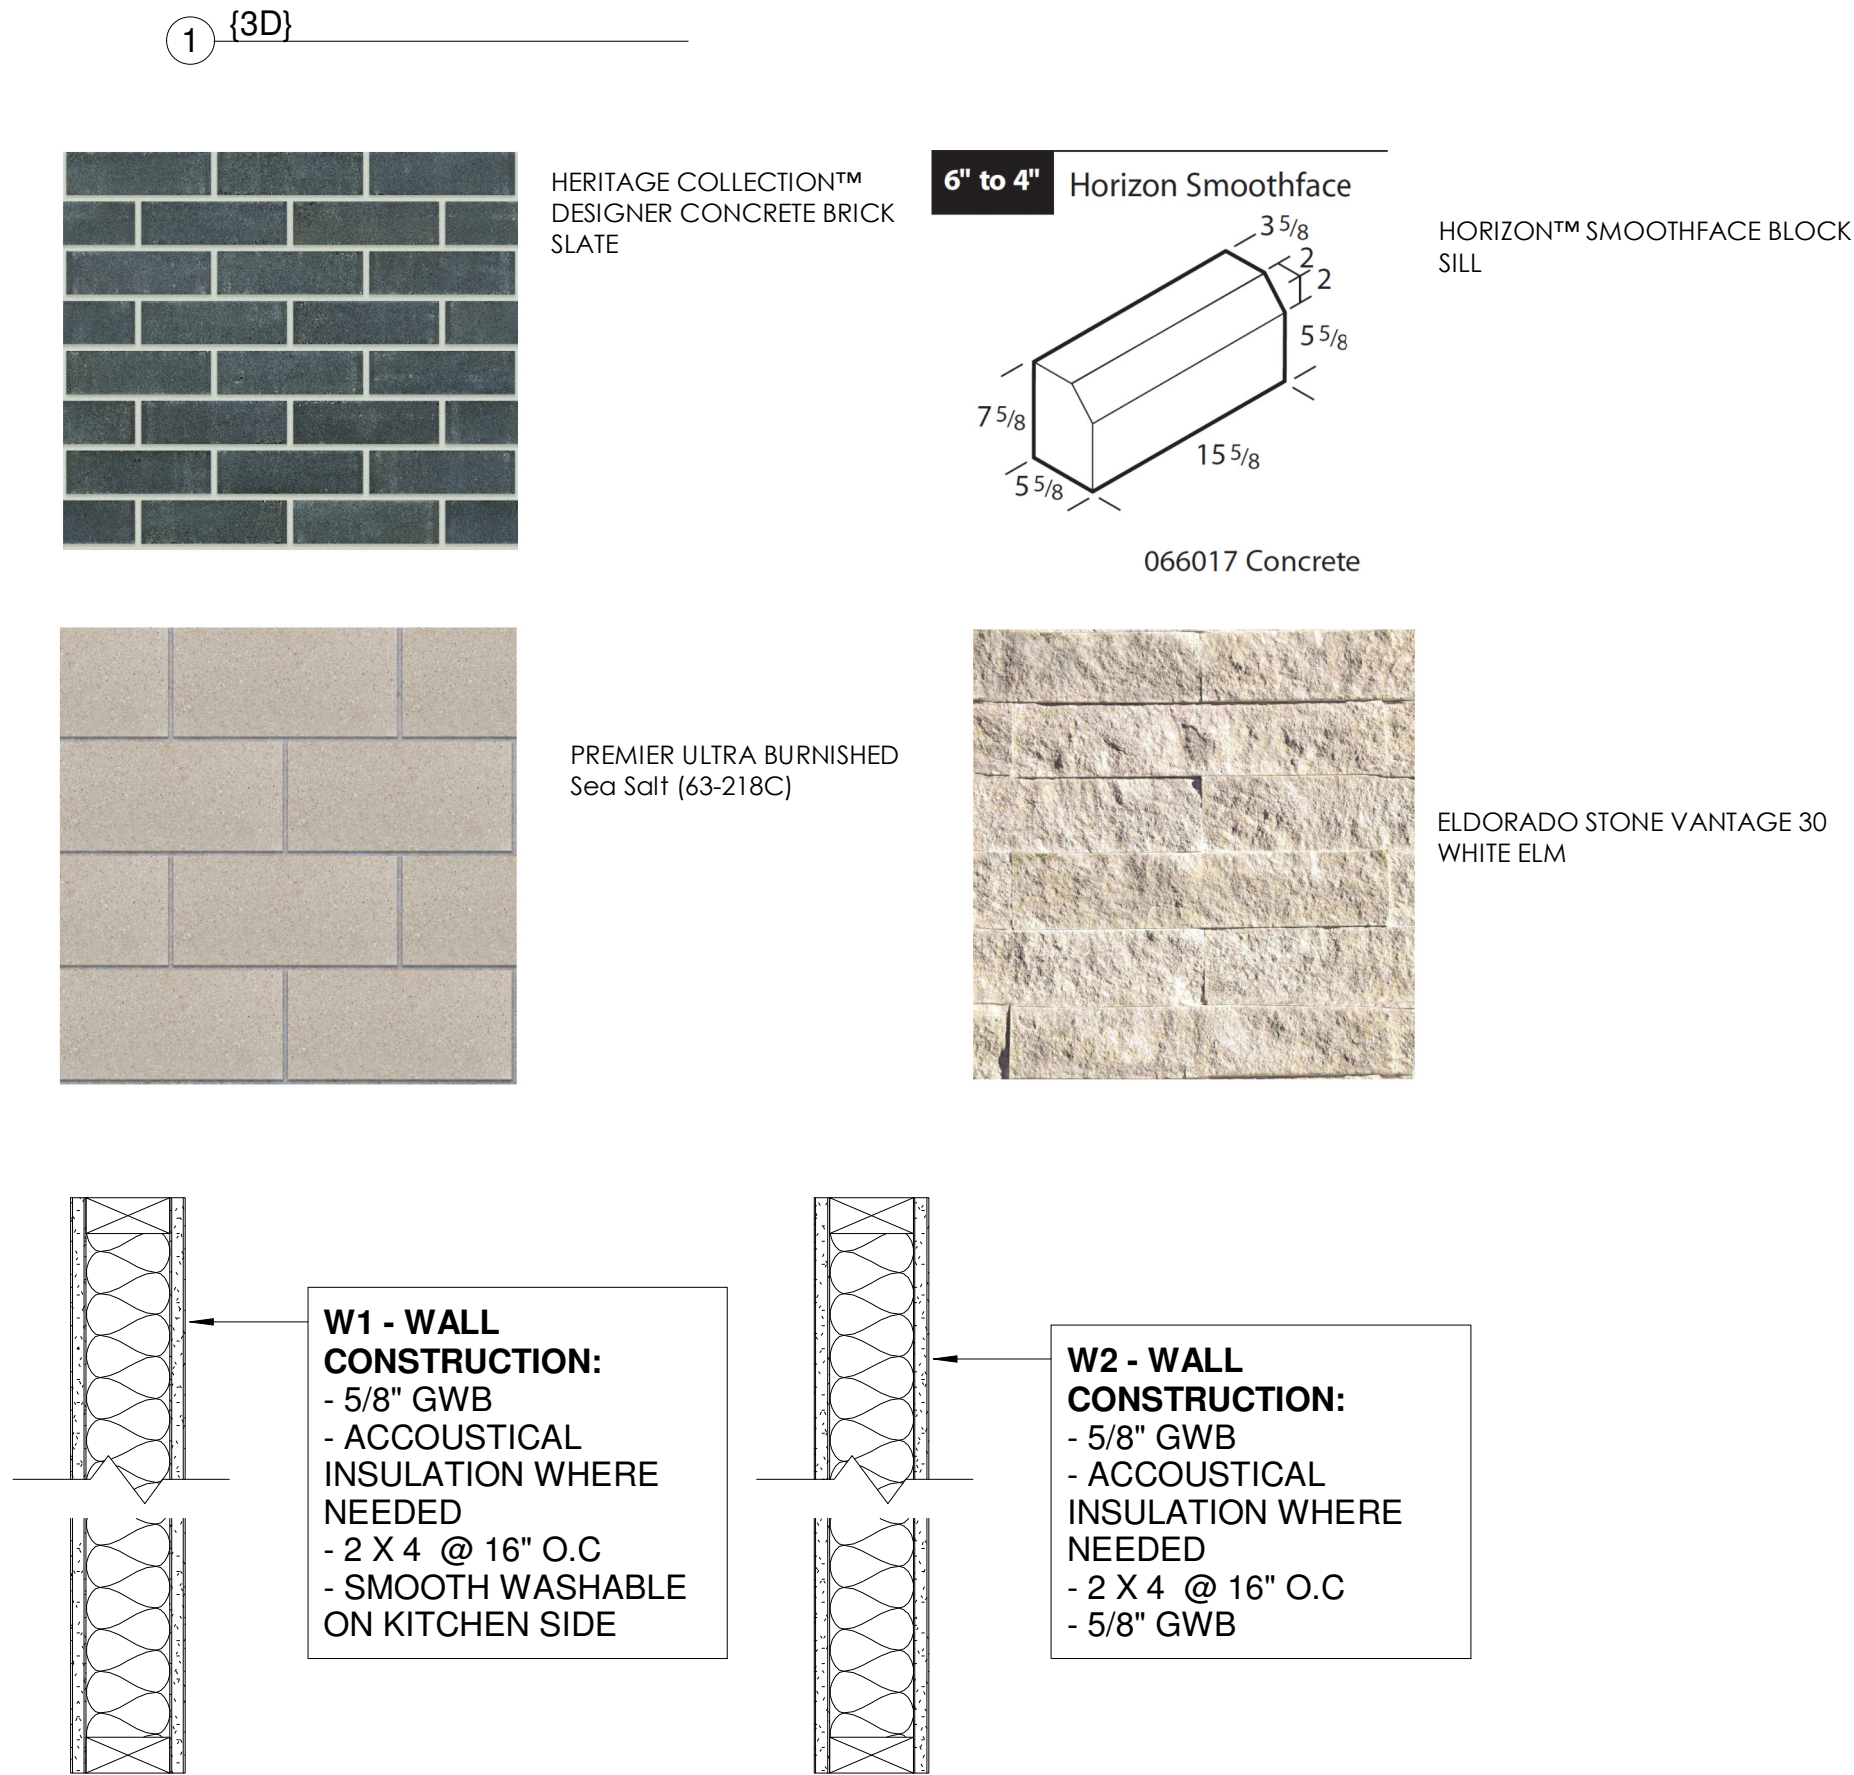 1 {3D}
HERITAGE COLLECTION™
DESIGNER CONCRETE BRICK
SLATE
6" to 4" Horizon Smoothface
3 5/8
2
2
5 5/8
7 5/8
15 5/8
5 5/8
066017 Concrete
HORIZON™ SMOOTHFACE BLOCK
SILL
PREMIER ULTRA BURNISHED
Sea Salt (63-218C)
ELDORADO STONE VANTAGE 30
WHITE ELM
W1 - WALL
CONSTRUCTION:
- 5/8" GWB
- ACCOUSTICAL
INSULATION WHERE
NEEDED
- 2 X 4 @ 16" O.C
- SMOOTH WASHABLE
ON KITCHEN SIDE
W2 - WALL
CONSTRUCTION:
- 5/8" GWB
- ACCOUSTICAL
INSULATION WHERE
NEEDED
- 2 X 4 @ 16" O.C
- 5/8" GWB